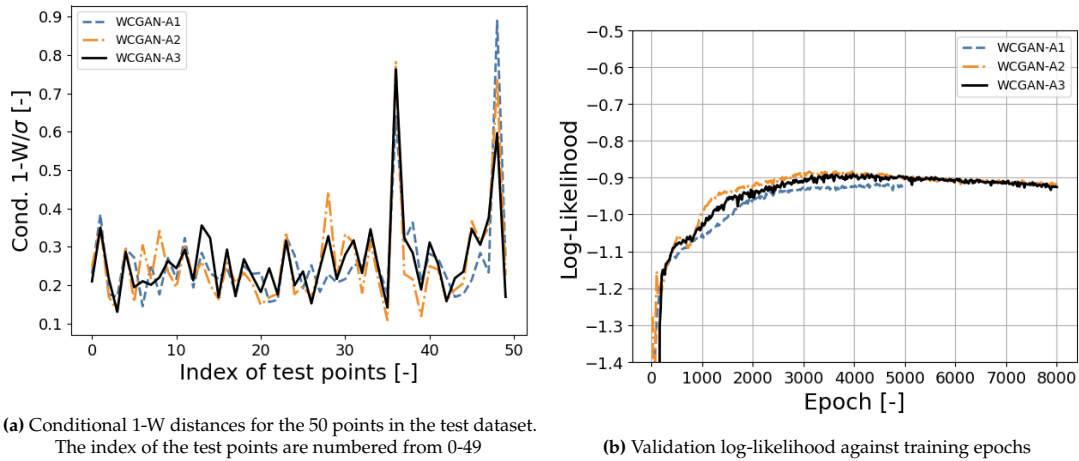 0.9
0.8
0.7
0.6
0.5
0.4
0.3
0.2
0.1
Cond. 1-W/σ [-]
WCGAN-A1
WCGAN-A2
WCGAN-A3
0 10 20 30 40 50
Index of test points [-]
(a) Conditional 1-W distances for the 50 points in the test dataset.
The index of the test points are numbered from 0-49
−0.5
−0.6
−0.7
−0.8
−0.9
−1.0
−1.1
−1.2
−1.3
−1.4
Log-Likelihood
WCGAN-A1
WCGAN-A2
WCGAN-A3
0 1000 2000 3000 4000 5000 6000 7000 8000
Epoch [-]
(b) Validation log-likelihood against training epochs